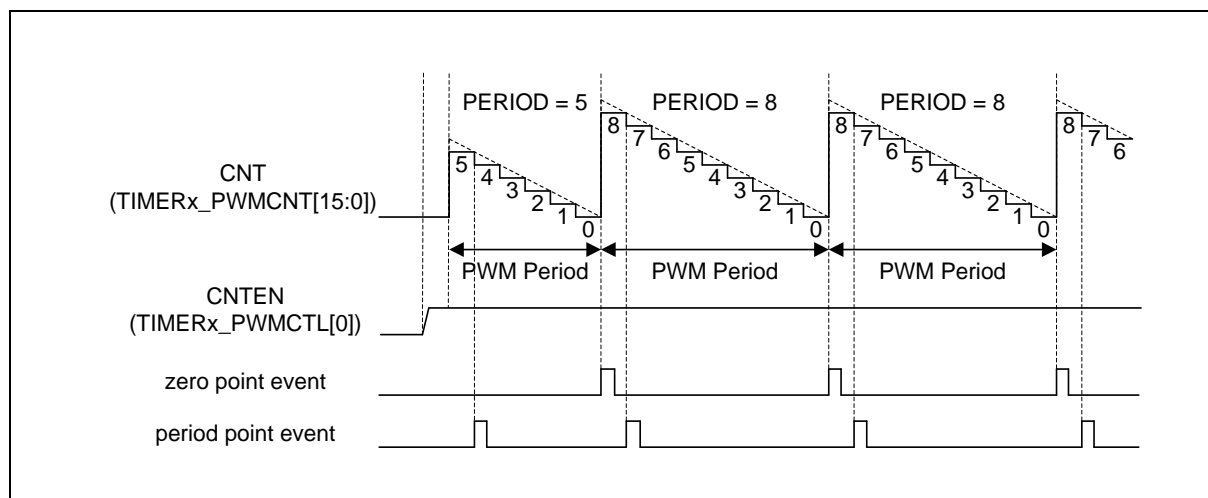 PERIOD = 5 PERIOD = 8 PERIOD = 8
8 8 8
7 7 7
6 6 6
5 5 5
4 4 4
3 3 3
2 2 2
1 1 1
0 0 0
CNT
(TIMERx_PWMCNT[15:0])
PWM Period PWM Period PWM Period
CNTEN
(TIMERx_PWMCTL[0])
zero point event
period point event